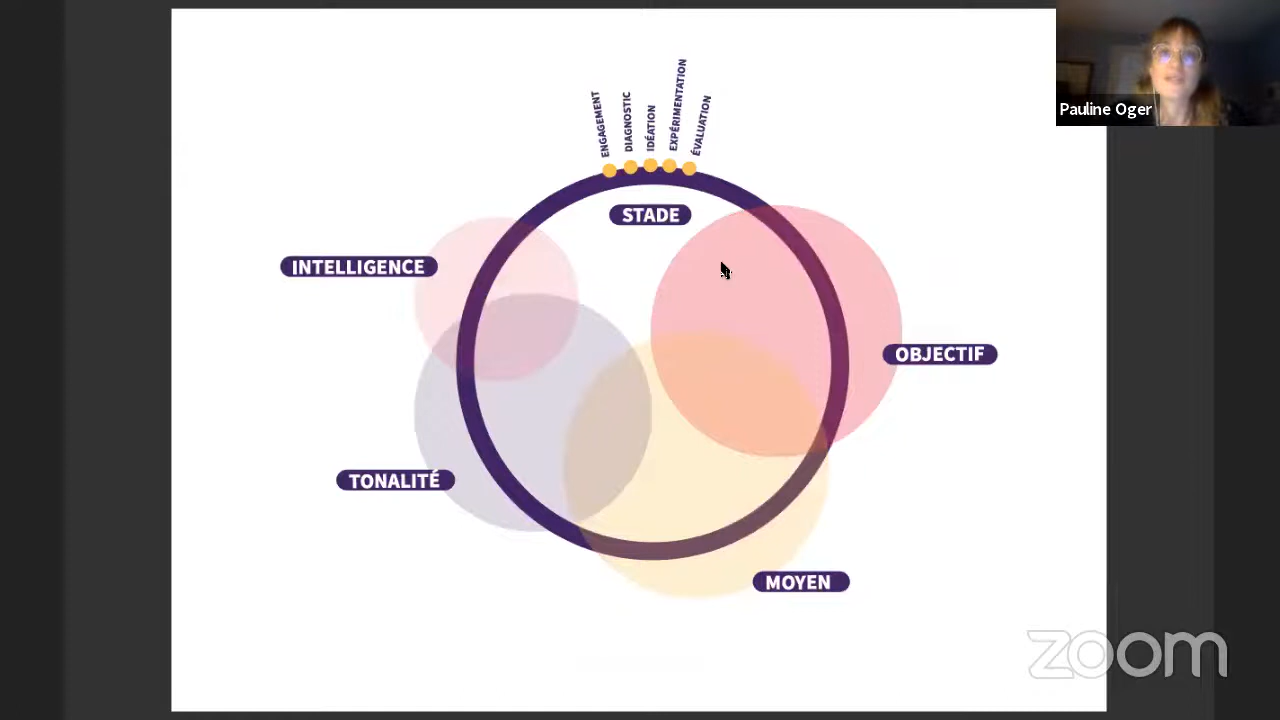 ENGAGEMENT
DIAGNOSTIC
IDÉATION
EXPÉRIMENTATION
ÉVALUATION
Pauline Oger
STADE
INTELLIGENCE
OBJECTIF
TONALITÉ
MOYEN
zoom